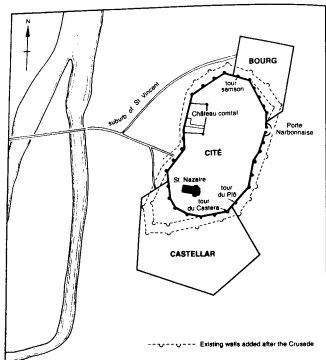 N
BOURG
tour
samson
suburb of St Vincent
Château comtal
Porte
Narbonnaise
CITÉ
St Nazaire
tour
du Plô
tour
du Castera
CASTELLAR
Existing walls added after the Crusade